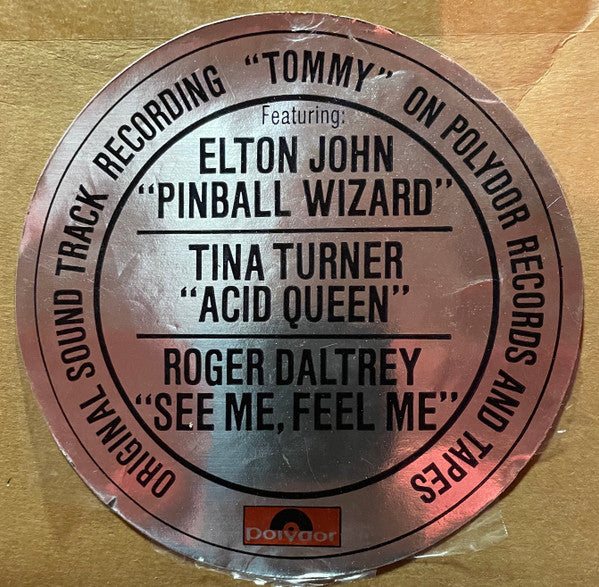 ORIGINAL SOUND TRACK RECORDING "TOMMY" ON POLYDOR RECORDS AND TAPES
Featuring:
ELTON JOHN
"PINBALL WIZARD"
TINA TURNER
"ACID QUEEN"
ROGER DALTREY
"SEE ME, FEEL ME"
polydor